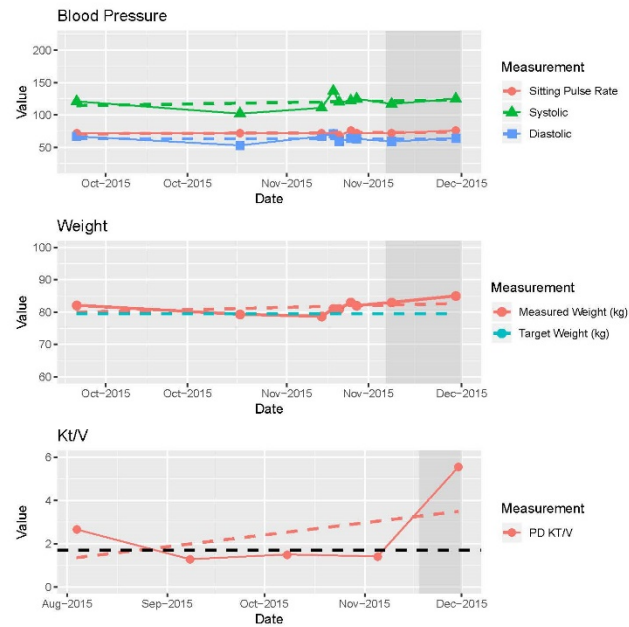 Blood Pressure
200
150
100
50
Value
Oct-2015 Oct-2015 Nov-2015 Nov-2015 Dec-2015
Date
Measurement
Sitting Pulse Rate
Systolic
Diastolic
Weight
100
90
80
70
60
Value
Oct-2015 Oct-2015 Nov-2015 Nov-2015 Dec-2015
Date
Measurement
Measured Weight (kg)
Target Weight (kg)
Kt/V
6
4
2
0
Value
Aug-2015 Sep-2015 Oct-2015 Nov-2015 Dec-2015
Date
Measurement
PD KT/V